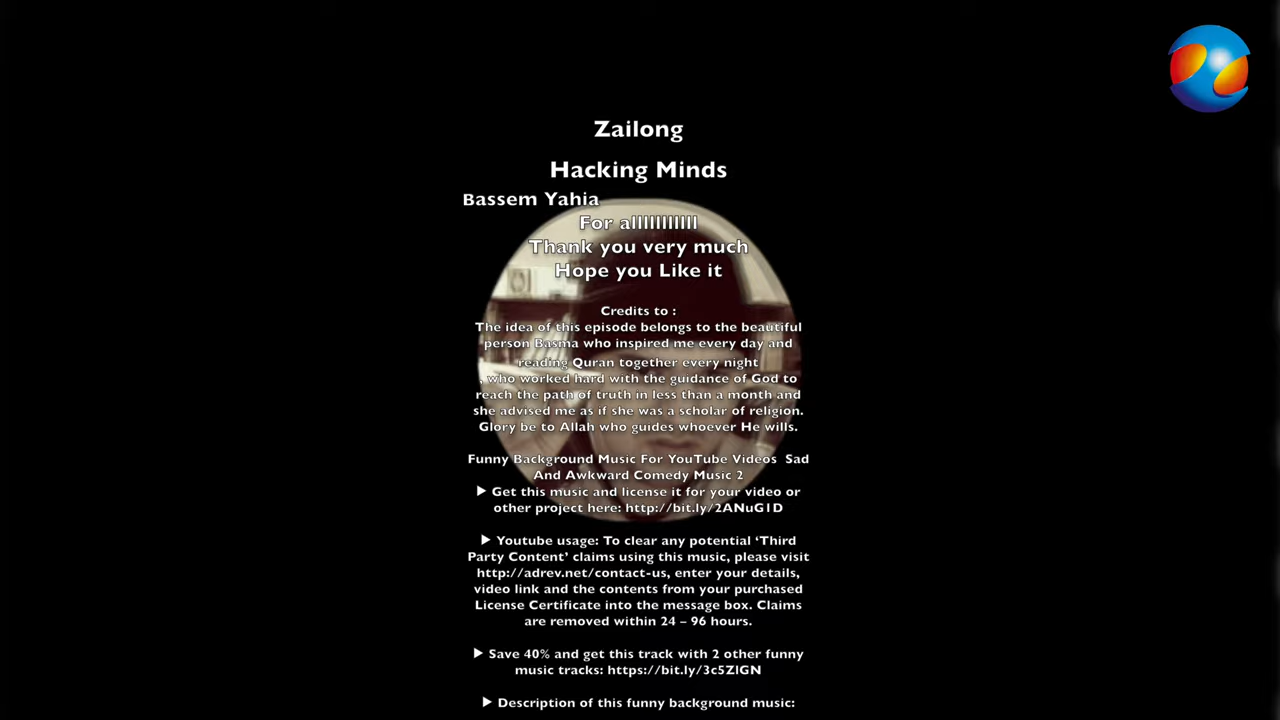 Zailong
Hacking Minds
Bassem Yahia
For alllllllllll
Thank you very much
Hope you Like it
Credits to :
The idea of this episode belongs to the beautiful
person Basma who inspired me every day and
reading Quran together every night
, who worked hard with the guidance of God to
reach the path of truth in less than a month and
she advised me as if she was a scholar of religion.
Glory be to Allah who guides whoever He wills.
Funny Background Music For YouTube Videos Sad
And Awkward Comedy Music 2
▶ Get this music and license it for your video or
other project here: http://bit.ly/2ANuG1D
▶ Youtube usage: To clear any potential ‘Third
Party Content’ claims using this music, please visit
http://adrev.net/contact-us, enter your details,
video link and the contents from your purchased
License Certificate into the message box. Claims
are removed within 24 – 96 hours.
▶ Save 40% and get this track with 2 other funny
music tracks: https://bit.ly/3c5ZlGN
▶ Description of this funny background music: